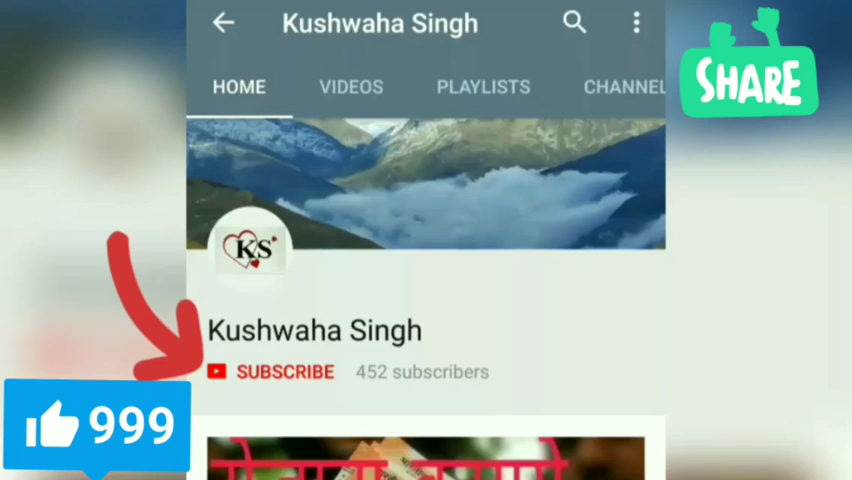 Kushwaha Singh
SHARE
HOME VIDEOS PLAYLISTS CHANNEL
KS
Kushwaha Singh
SUBSCRIBE 452 subscribers
999